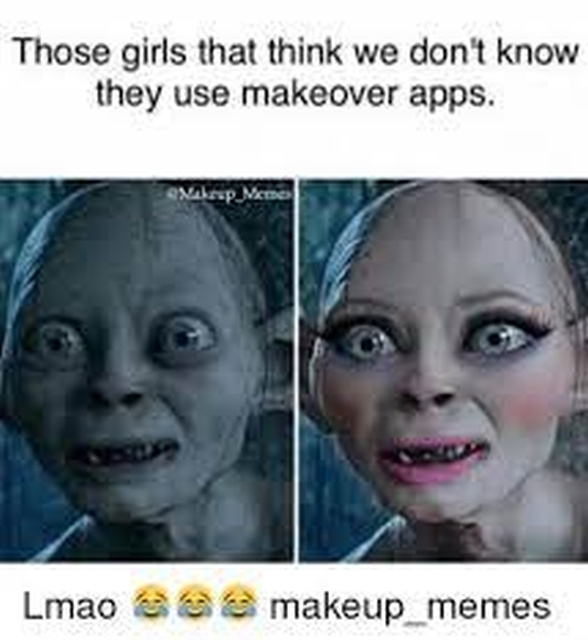 Those girls that think we don't know
they use makeover apps.
@Makeup_Memes
Lmao 😂😂😂 makeup_memes